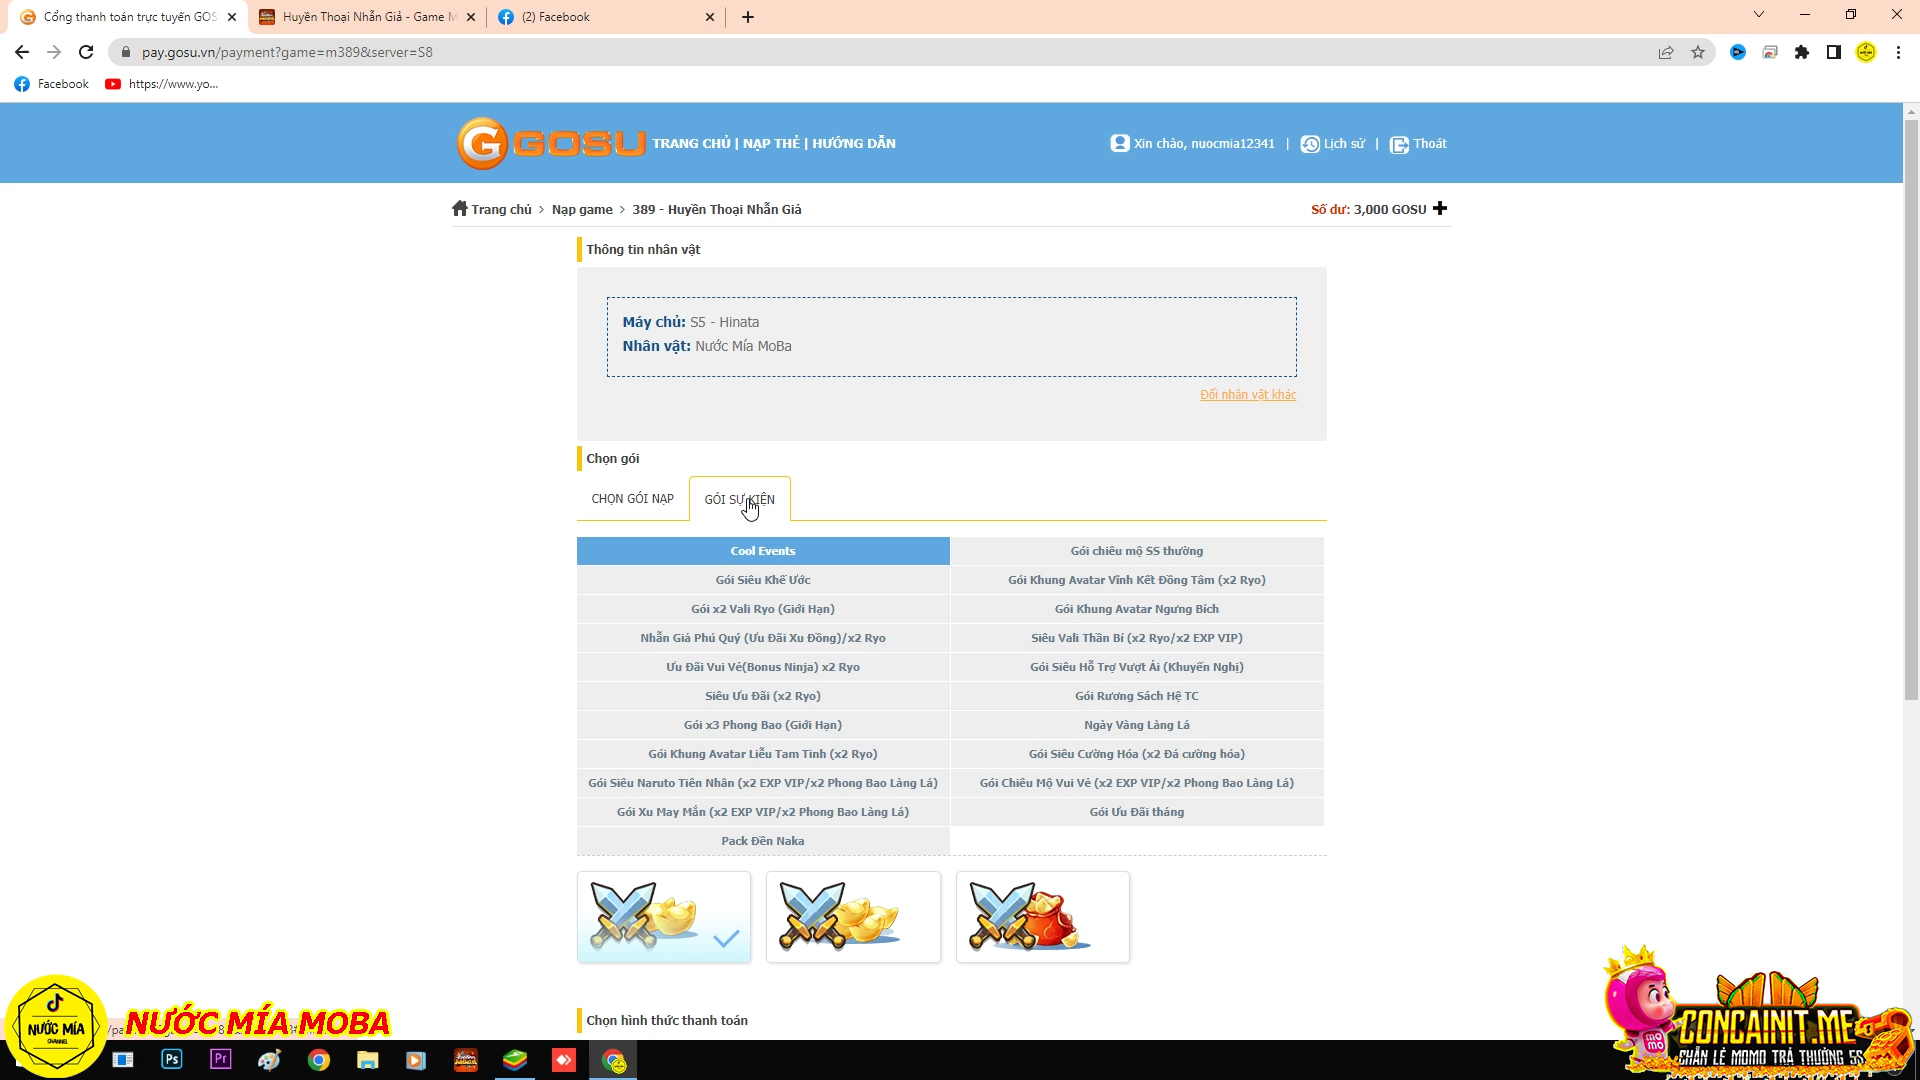 Cổng thanh toán trực tuyến GOS
Huyền Thoại Nhẫn Giả - Game M
(2) Facebook
pay.gosu.vn/payment?game=m389&server=S8
Facebook
https://www.yo...
GOSU
TRANG CHỦ | NẠP THẺ | HƯỚNG DẪN
Xin chào, nuocmia12341 | Lịch sử | Thoát
Trang chủ > Nạp game > 389 - Huyền Thoại Nhẫn Giả
Số dư: 3,000 GOSU
Thông tin nhân vật
Máy chủ: S5 - Hinata
Nhân vật: Nước Mía MoBa
Đổi nhân vật khác
Chọn gói
CHỌN GÓI NẠP
GÓI SỰ KIỆN
Cool Events
Gói chiêu mộ SS thường
Gói Siêu Khế Ước
Gói Khung Avatar Vĩnh Kết Đồng Tâm (x2 Ryo)
Gói x2 Vali Ryo (Giới Hạn)
Gói Khung Avatar Ngưng Bích
Nhẫn Giả Phú Quý (Ưu Đãi Xu Đồng)/x2 Ryo
Siêu Vali Thần Bí (x2 Ryo/x2 EXP VIP)
Ưu Đãi Vui Vẻ(Bonus Ninja) x2 Ryo
Gói Siêu Hỗ Trợ Vượt Ải (Khuyến Nghị)
Siêu Ưu Đãi (x2 Ryo)
Gói Rương Sách Hệ TC
Gói x3 Phong Bao (Giới Hạn)
Ngày Vàng Làng Lá
Gói Khung Avatar Liễu Tam Tinh (x2 Ryo)
Gói Siêu Cường Hóa (x2 Đá cường hóa)
Gói Siêu Naruto Tiên Nhân (x2 EXP VIP/x2 Phong Bao Làng Lá)
Gói Chiêu Mộ Vui Vẻ (x2 EXP VIP/x2 Phong Bao Làng Lá)
Gói Xu May Mắn (x2 EXP VIP/x2 Phong Bao Làng Lá)
Gói Ưu Đãi tháng
Pack Đền Naka
Chọn hình thức thanh toán
NƯỚC MÍA
CHANNEL
NƯỚC MÍA MOBA
Ps
Pr
momo
CONCAINIT.ME
CHẴN LẺ MOMO TRẢ THƯỞNG 5S